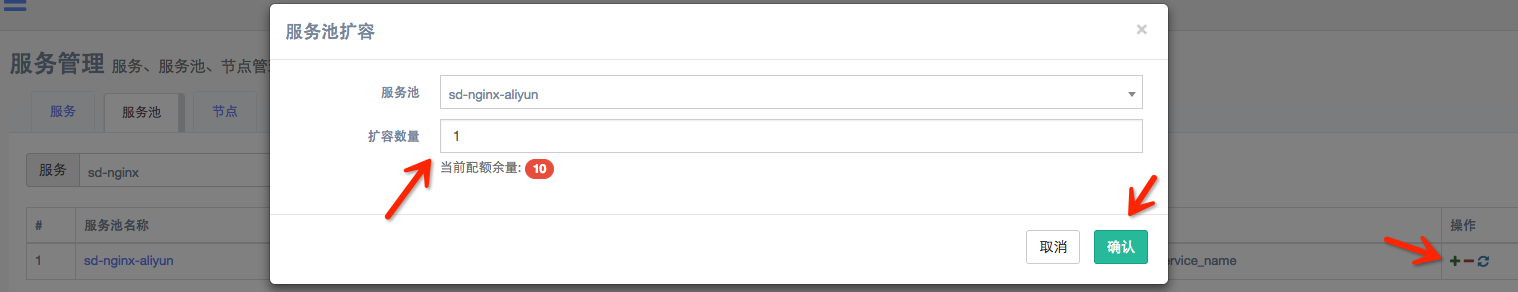 服务池扩容 ×
服务管理 服务、服务池、节点管
服务池 sd-nginx-aliyun
服务 服务池 节点
扩容数量 1
当前配额余量: 10
服务 sd-nginx
# 服务池名称 操作
取消 确认
1 sd-nginx-aliyun ervice_name